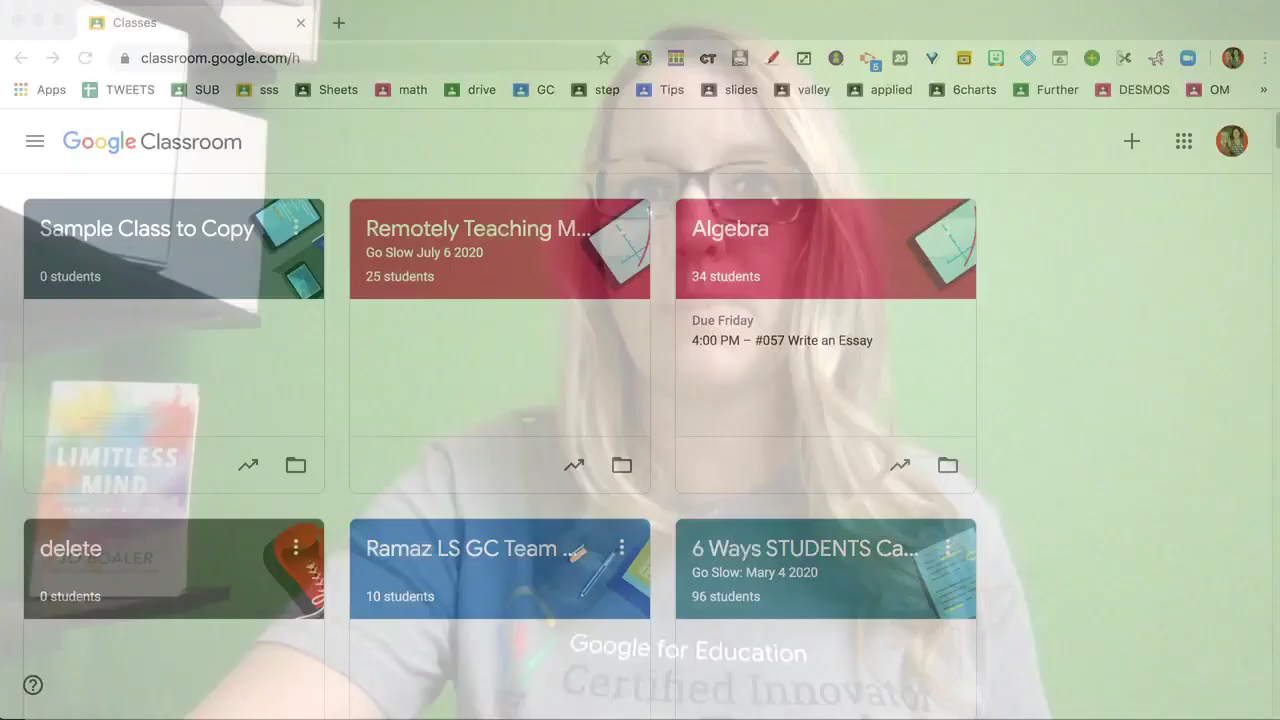 Classes
classroom.google.com/h
Apps TWEETS SUB sss Sheets math drive GC step Tips slides valley applied 6charts Further DESMOS OM »
Google Classroom
Sample Class to Copy
0 students
Remotely Teaching M...
Go Slow July 6 2020
25 students
Algebra
34 students
Due Friday
4:00 PM – #057 Write an Essay
LIMITLESS
MIND
delete
0 students
BOALER
Ramaz LS GC Team ...
10 students
6 Ways STUDENTS Ca...
Go Slow: Mary 4 2020
96 students
Google for Education
Certified Innovator